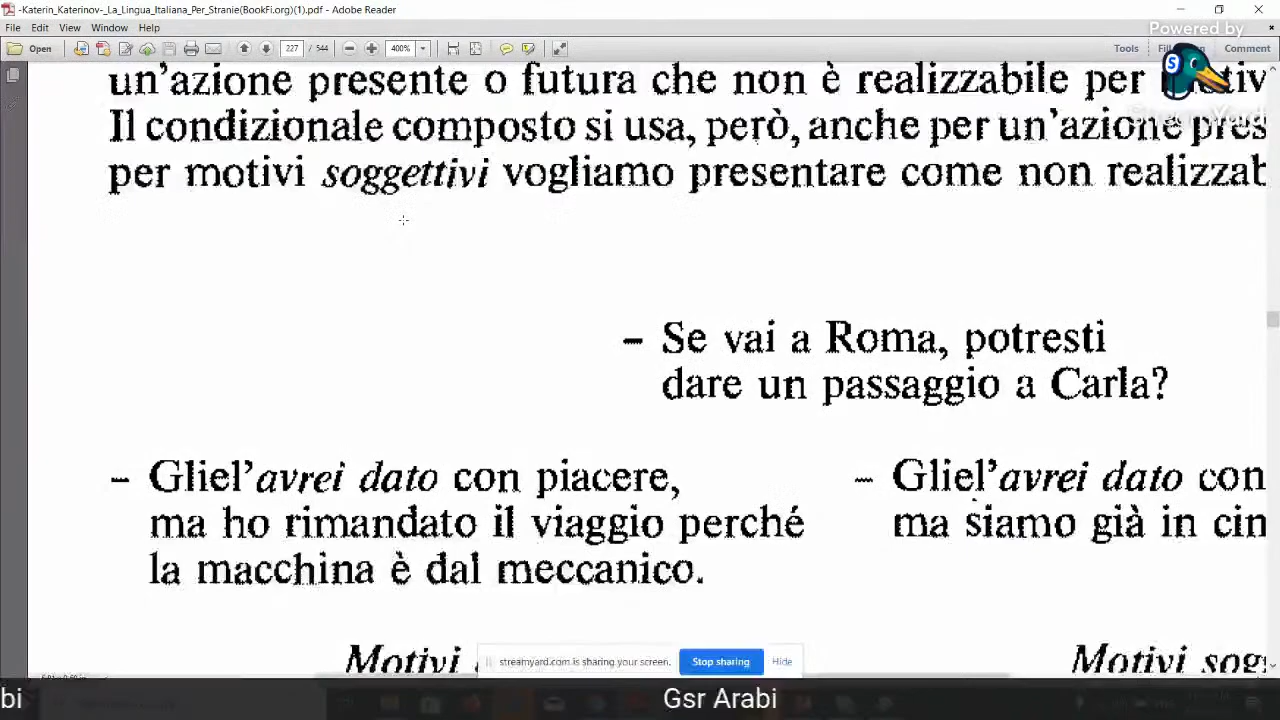 -Katerin_Katerinov-_La_Lingua_Italiana_Per_Stranie(BookFi.org)(1).pdf - Adobe Reader
File Edit View Window Help
Powered by
Open 227 / 544 400% Tools Comment
un'azione presente o futura che non è realizzabile per
Il condizionale composto si usa, però, anche per un'azione pres
per motivi soggettivi vogliamo presentare come non realizzab
– Se vai a Roma, potresti
dare un passaggio a Carla?
– Gliel'avrei dato con piacere,
ma ho rimandato il viaggio perché
la macchina è dal meccanico.
– Gliel'avrei dato con
ma siamo già in cin
Motivi
Motivi sog
streamyard.com is sharing your screen. Stop sharing Hide
bi
Gsr Arabi